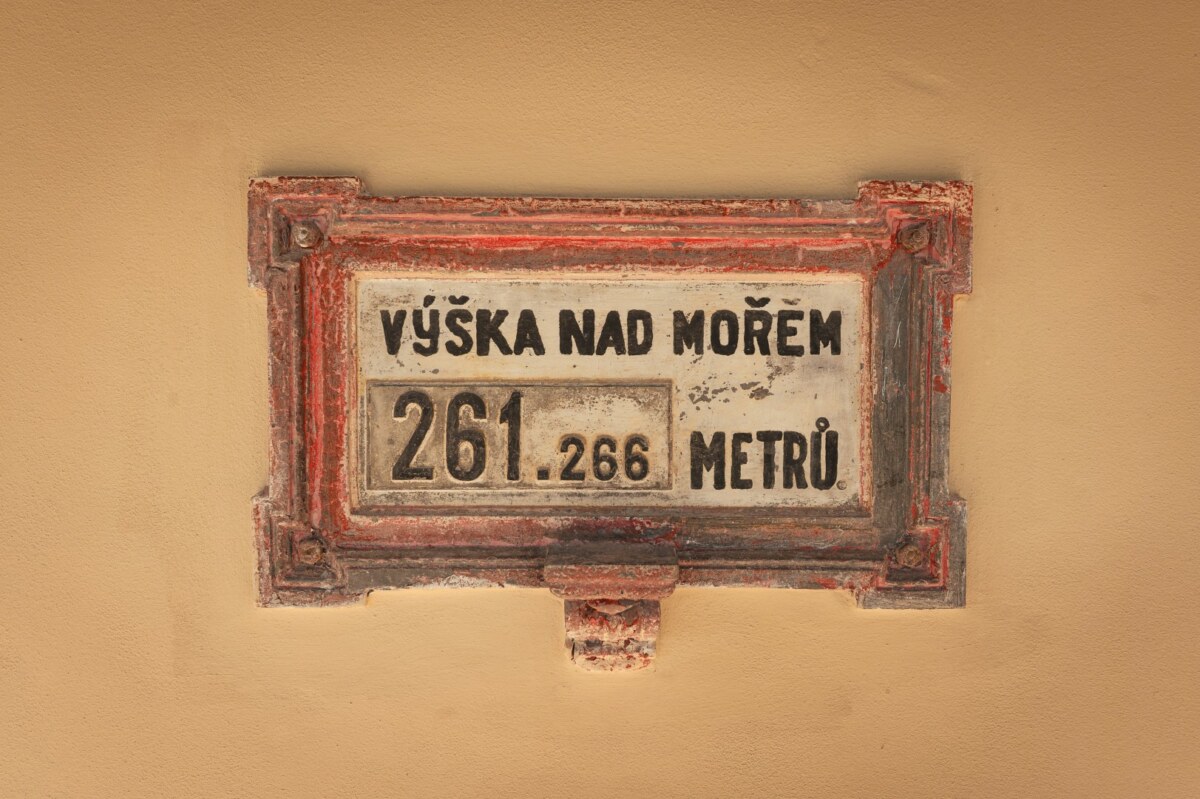 VÝŠKA NAD MOŘEM
261.266 METRŮ